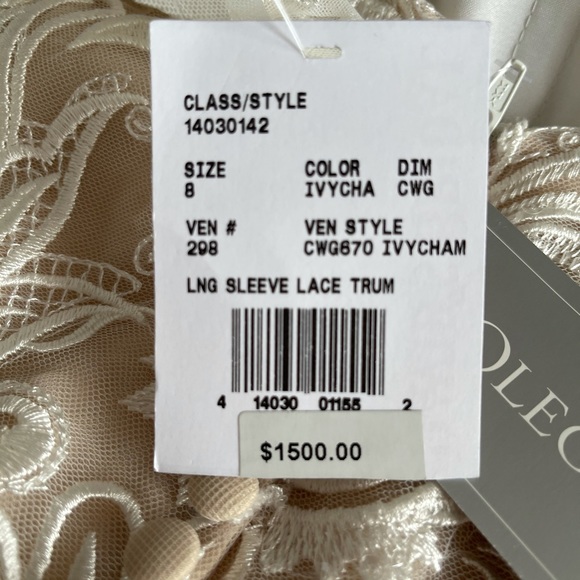 CLASS/STYLE
14030142
SIZE COLOR DIM
8 IVYCHA CWG
VEN # VEN STYLE
298 CWG670 IVYCHAM
LNG SLEEVE LACE TRUM
4 14030 01155 2
$1500.00
OLEG